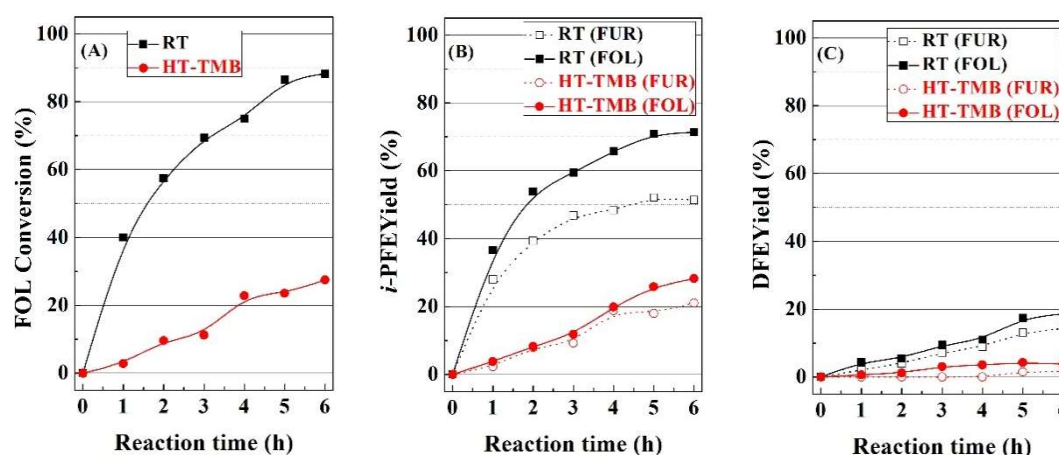 (A)
RT
HT-TMB
FOL Conversion (%)
100
80
60
40
20
0
0 1 2 3 4 5 6
Reaction time (h)
(B)
RT (FUR)
RT (FOL)
HT-TMB (FUR)
HT-TMB (FOL)
i-PFEYield (%)
100
80
60
40
20
0
0 1 2 3 4 5 6
Reaction time (h)
(C)
RT (FUR)
RT (FOL)
HT-TMB (FUR)
HT-TMB (FOL)
DFEYield (%)
100
80
60
40
20
0
0 1 2 3 4 5 6
Reaction time (h)